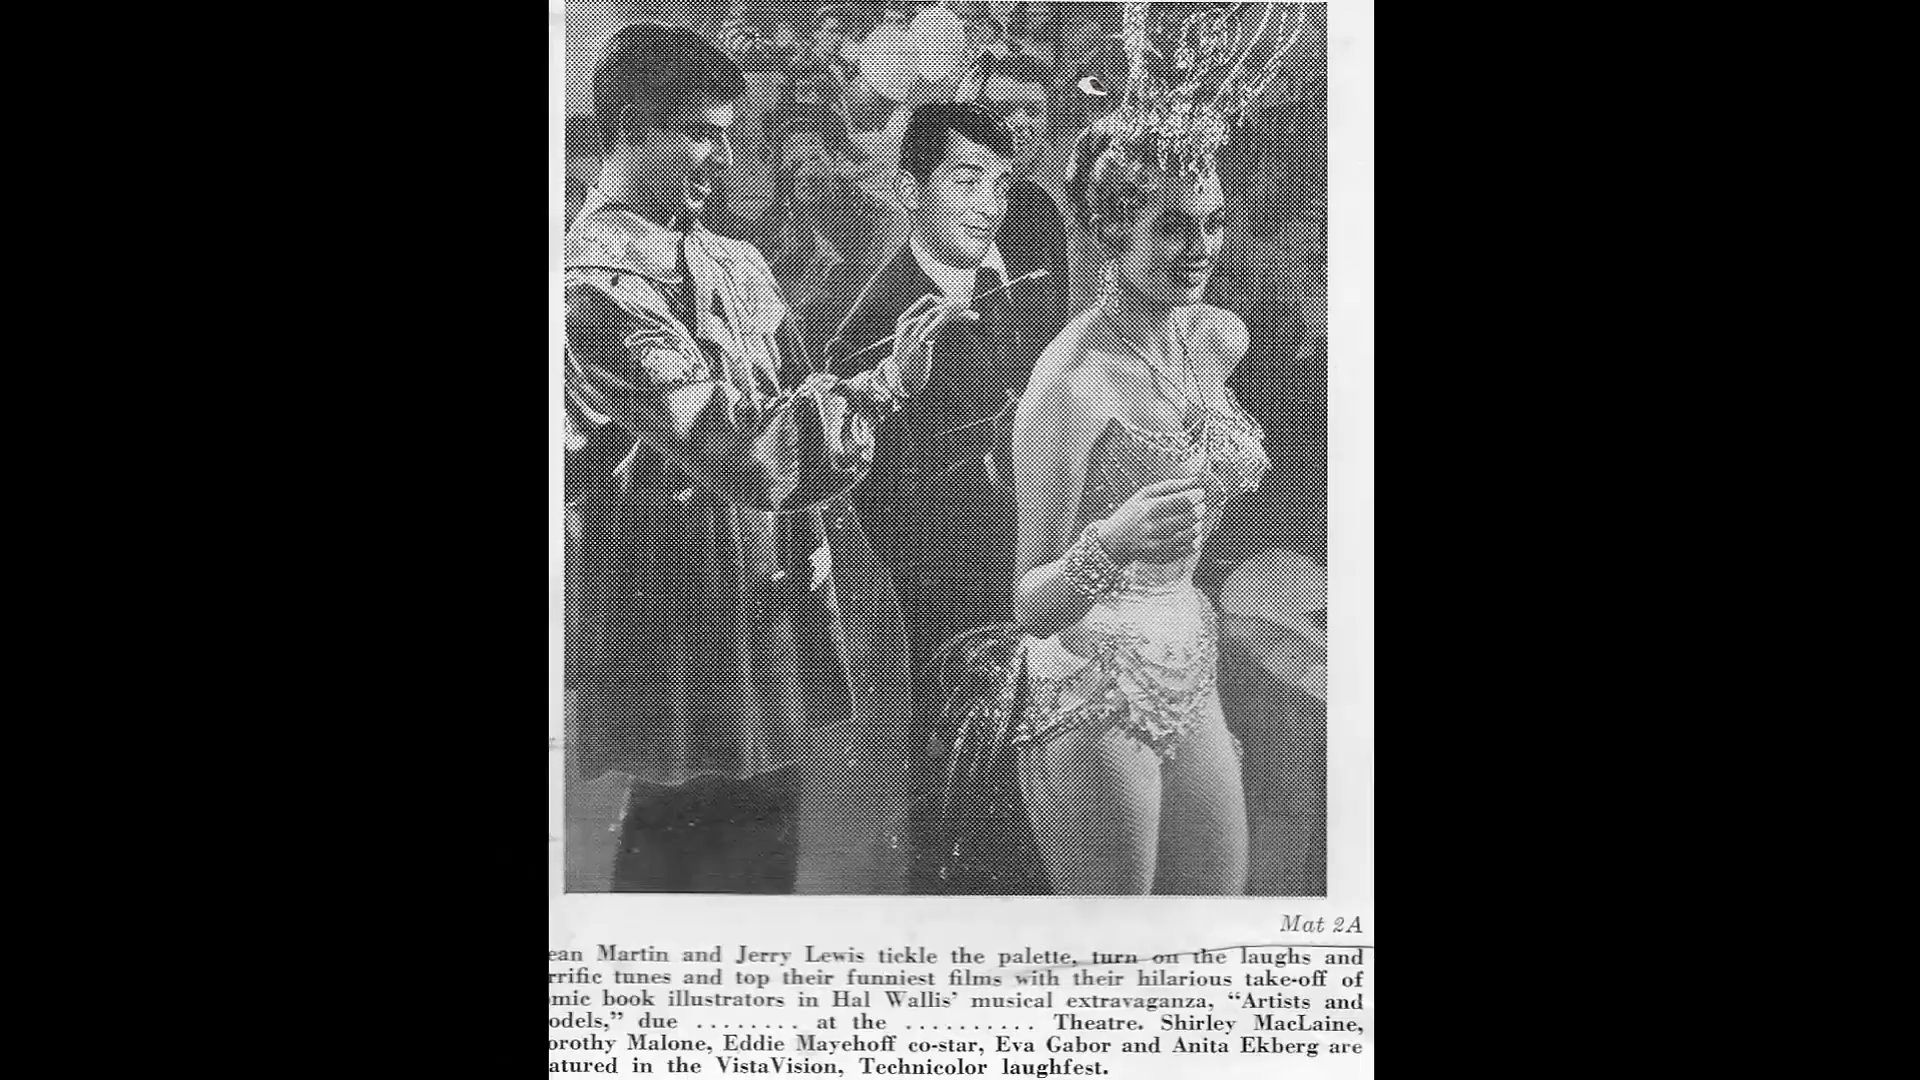 Mat 2A
ean Martin and Jerry Lewis tickle the palette, turn on the laughs and
rrific tunes and top their funniest films with their hilarious take-off of
mic book illustrators in Hal Wallis' musical extravaganza, "Artists and
odels," due ........ at the .......... Theatre. Shirley MacLaine,
orothy Malone, Eddie Mayehoff co-star, Eva Gabor and Anita Ekberg are
atured in the VistaVision, Technicolor laughfest.